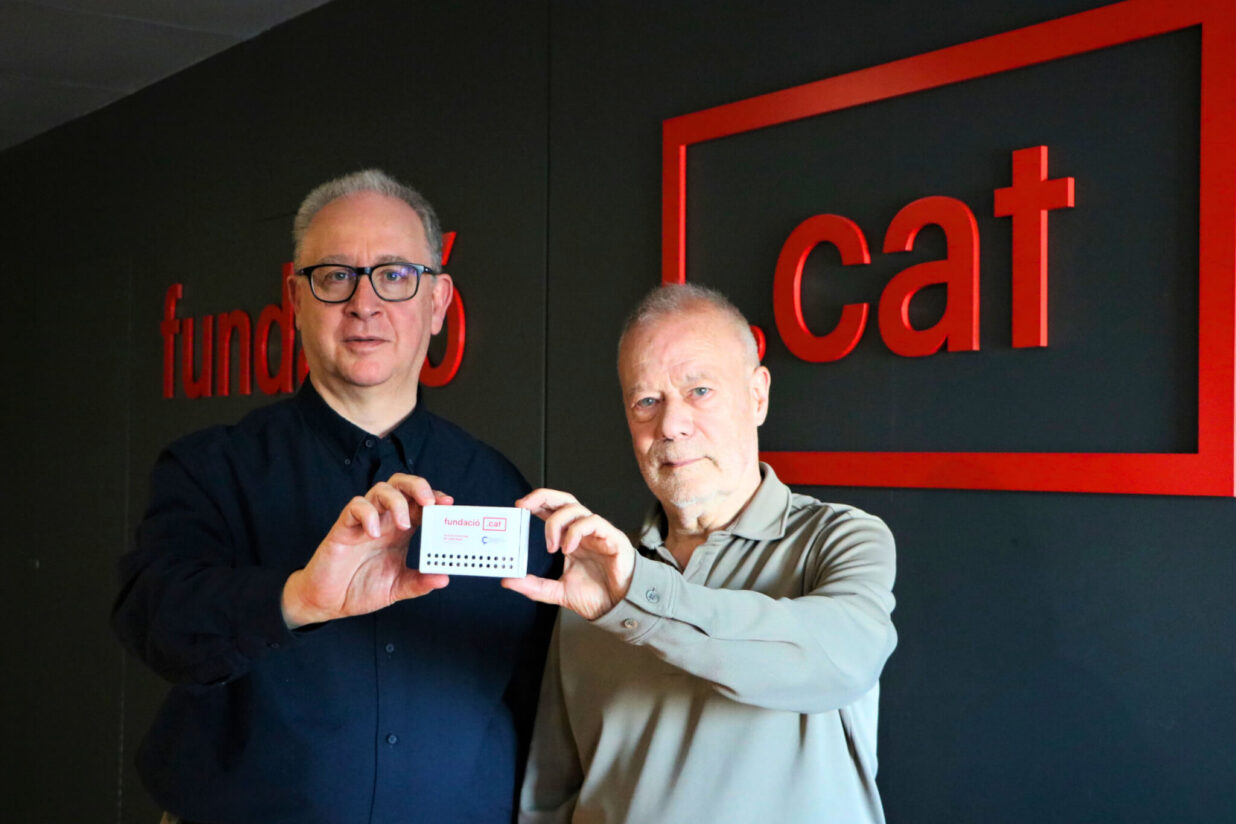 fundació
.cat
fundació .cat